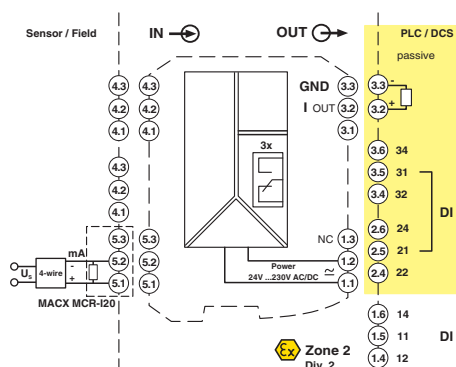 Sensor / Field
IN
OUT
PLC / DCS
passive
4.3
4.3
GND
3.3
3.3
-
4.2
4.2
I OUT
3.2
3.2
+
4.1
4.1
3.1
3x
3.6
34
4.3
3.5
31
4.2
3.4
32
4.1
DI
2.6
24
5.3
5.3
NC
1.3
2.5
21
mA
Us
4-wire
-
+
5.2
5.2
1.2
Power
24V ...230V AC/DC
2.4
22
5.1
5.1
1.1
MACX MCR-I20
1.6
14
Ex
Zone 2
1.5
11
DI
Div. 2
1.4
12